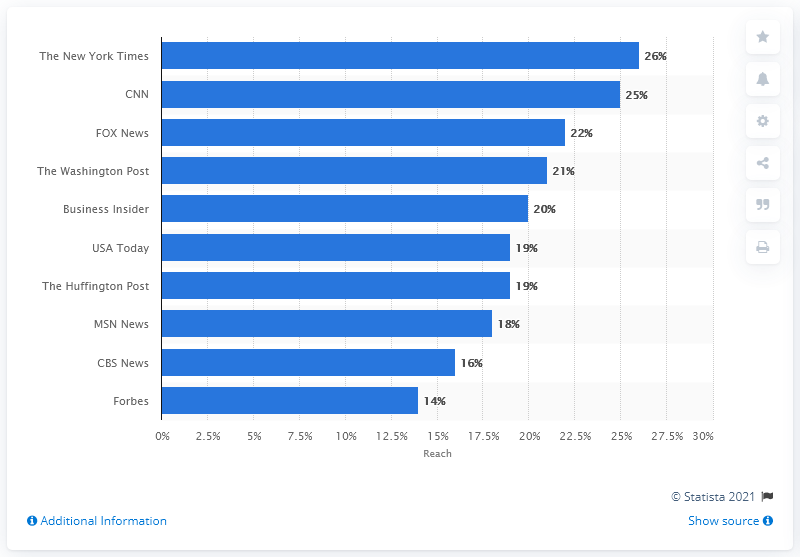 The New York Times 26%
CNN 25%
FOX News 22%
The Washington Post 21%
Business Insider 20%
USA Today 19%
The Huffington Post 19%
MSN News 18%
CBS News 16%
Forbes 14%
0% 2.5% 5% 7.5% 10% 12.5% 15% 17.5% 20% 22.5% 25% 27.5% 30%
Reach
© Statista 2021
Additional Information Show source